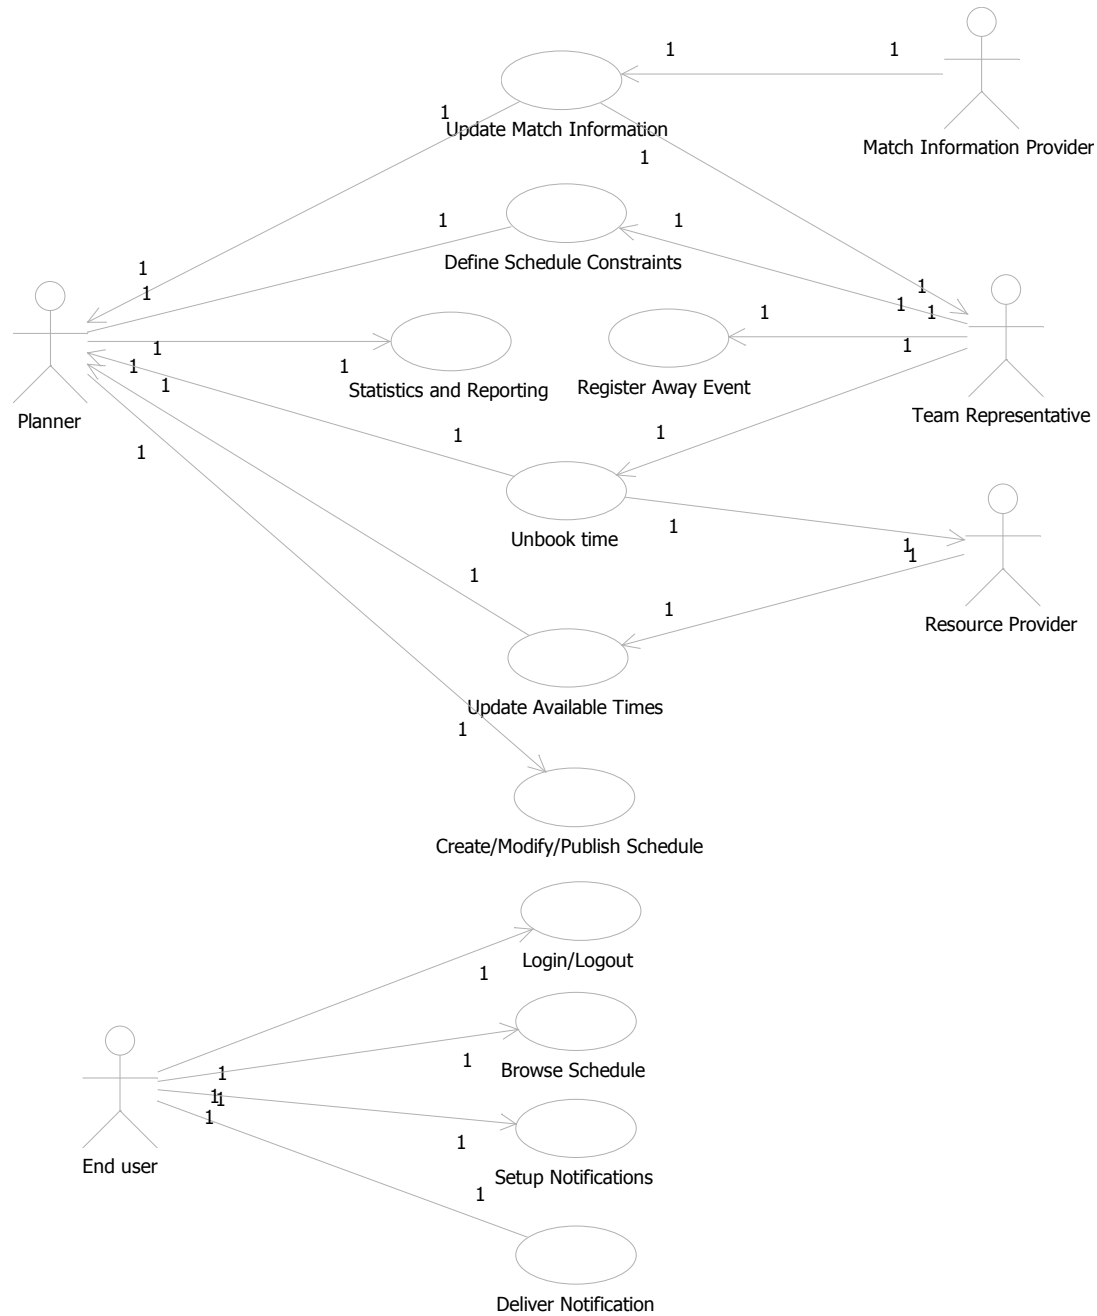 1
1
1
Update Match Information
Match Information Provider
1
1
1
Define Schedule Constraints
1
1
1
1
1
1
1
1
1
1
1
1
Statistics and Reporting
Register Away Event
Planner
Team Representative
1
1
1
1
Unbook time
1
1
1
1
1
Resource Provider
Update Available Times
1
Create/Modify/Publish Schedule
Login/Logout
1
1
Browse Schedule
1
1
1
1
1
End user
Setup Notifications
1
Deliver Notification